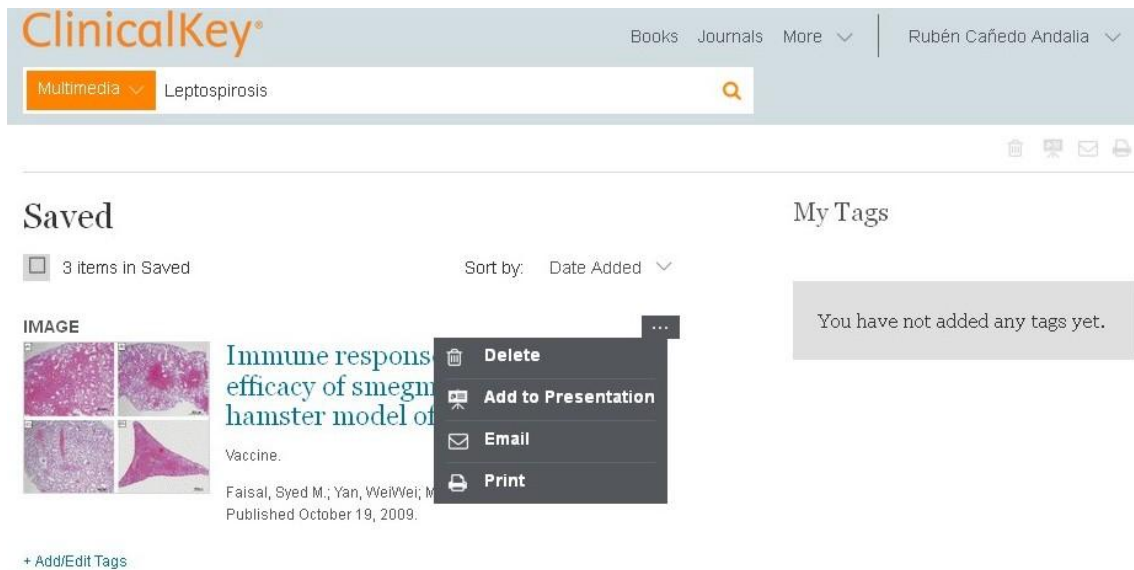 ClinicalKey®
Books Journals More Rubén Cañedo Andalia
Multimedia Leptospirosis
Saved
My Tags
3 items in Saved
Sort by: Date Added
You have not added any tags yet.
IMAGE
...
Immune respons
efficacy of smegm
hamster model of
Delete
Add to Presentation
Email
Print
Vaccine.
Faisal, Syed M.; Yan, WeiWei; M
Published October 19, 2009.
+ Add/Edit Tags